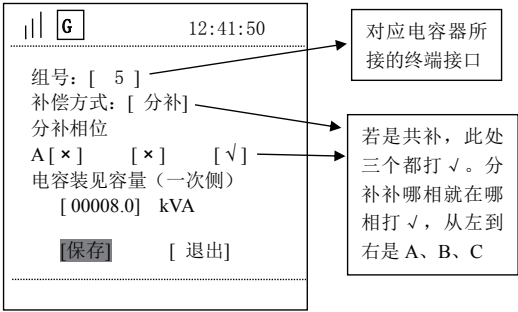 G 12:41:50
组号：[ 5 ]
补偿方式：[ 分补]
分补相位
A [ × ] [ × ] [ √ ]
电容装见容量（一次侧）
[ 00008.0] kVA
[保存] [ 退出]
对应电容器所
接的终端接口
若是共补，此处
三个都打 √ 。分
补补哪相就在哪
相打 √ ，从左到
右是 A、B、C